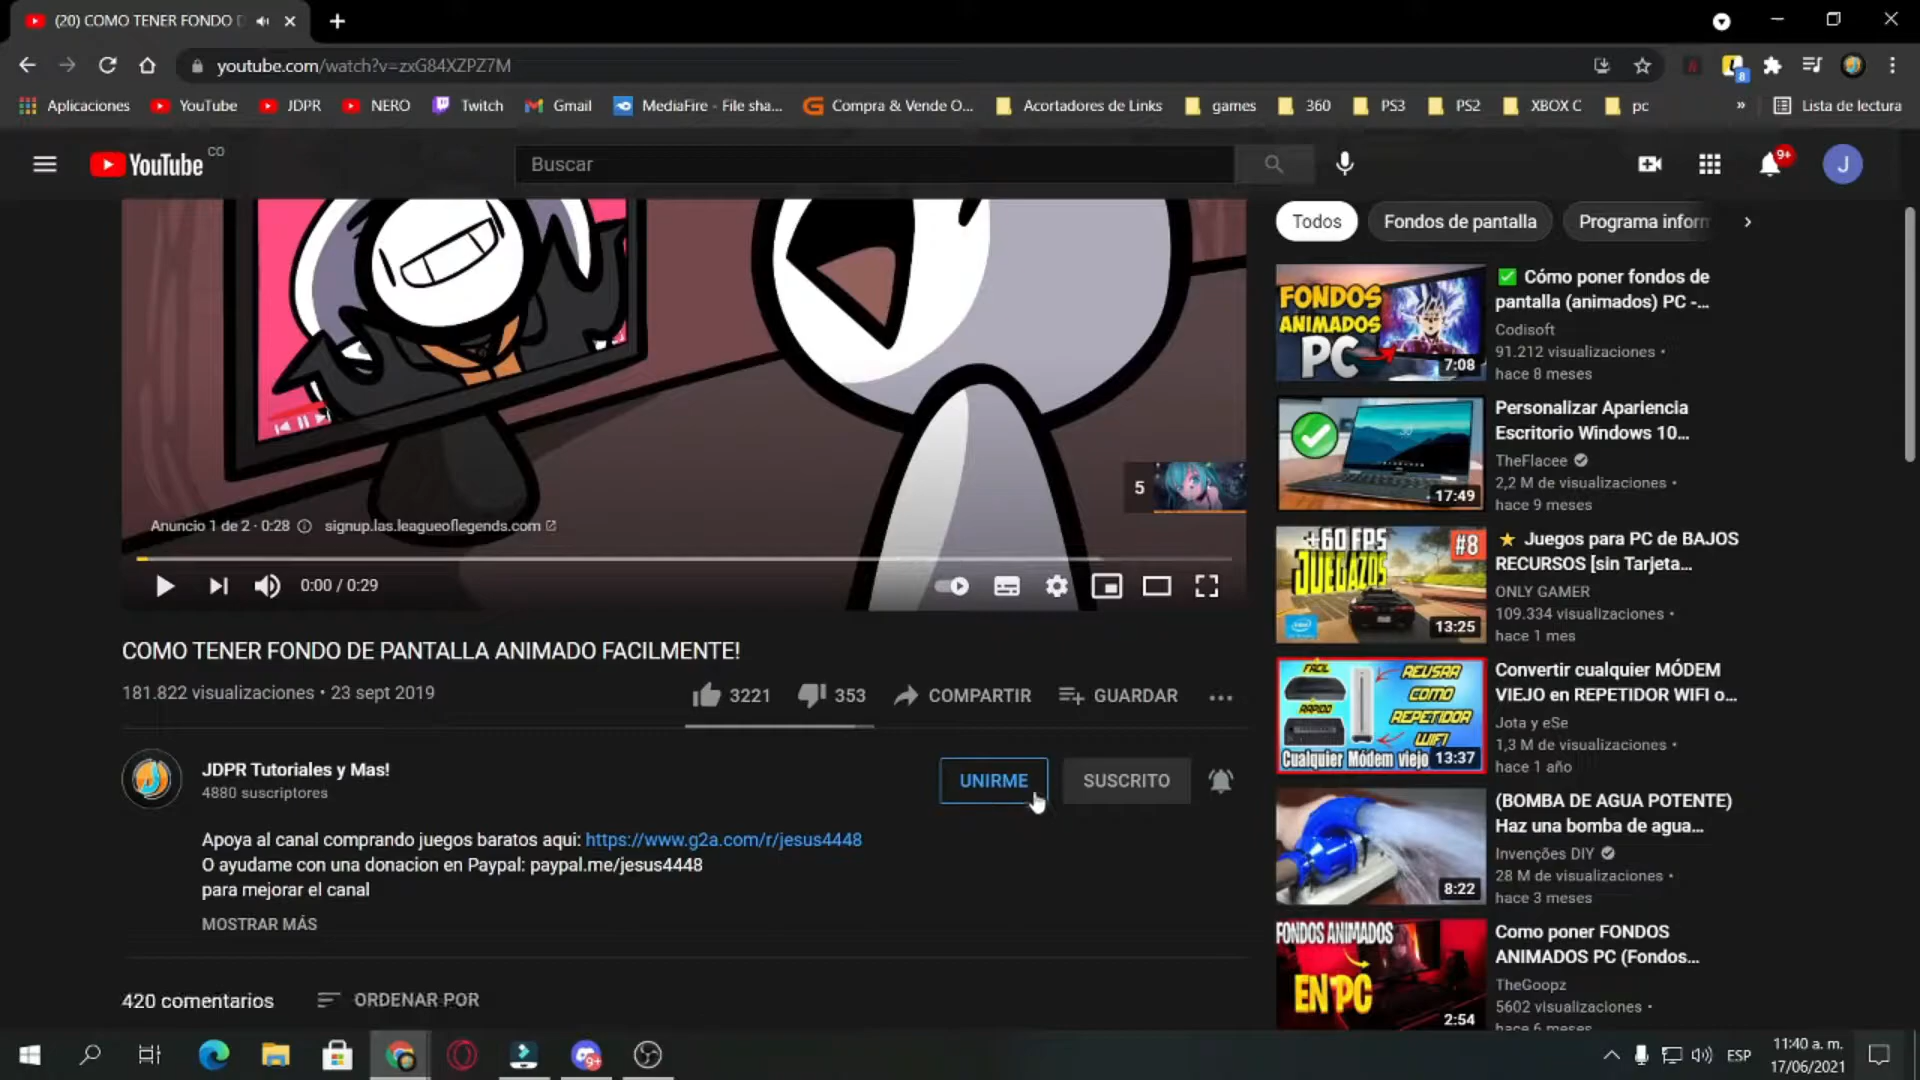 (20) COMO TENER FONDO D
youtube.com/watch?v=zxG84XZPZ7M
8
Aplicaciones
YouTube
JDPR
NERO
Twitch
Gmail
MediaFire - File sha...
Compra & Vende O...
Acortadores de Links
games
360
PS3
PS2
XBOX C
pc
»
Lista de lectura
YouTube CO
Buscar
9+
J
5
Anuncio 1 de 2 · 0:28
signup.las.leagueoflegends.com
0:00 / 0:29
COMO TENER FONDO DE PANTALLA ANIMADO FACILMENTE!
181.822 visualizaciones • 23 sept 2019
3221
353
COMPARTIR
GUARDAR
JDPR Tutoriales y Mas!
4880 suscriptores
UNIRME
SUSCRITO
Apoya al canal comprando juegos baratos aqui: https://www.g2a.com/r/jesus4448
O ayudame con una donacion en Paypal: paypal.me/jesus4448
para mejorar el canal
MOSTRAR MÁS
420 comentarios
ORDENAR POR
Todos
Fondos de pantalla
Programa inform
FONDOS
ANIMADOS
PC
7:08
Cómo poner fondos de
pantalla (animados) PC -...
Codisoft
91.212 visualizaciones •
hace 8 meses
17:49
Personalizar Apariencia
Escritorio Windows 10...
TheFlacee
2,2 M de visualizaciones •
hace 9 meses
+60 FPS
#8
JUEGAZOS
13:25
Juegos para PC de BAJOS
RECURSOS [sin Tarjeta...
ONLY GAMER
109.334 visualizaciones •
hace 1 mes
FÁCIL
RÁPIDO
REUSAR
COMO
REPETIDOR
WIFI
Cualquier Módem viejo
13:37
Convertir cualquier MÓDEM
VIEJO en REPETIDOR WIFI o...
Jota y eSe
1,3 M de visualizaciones •
hace 1 año
8:22
(BOMBA DE AGUA POTENTE)
Haz una bomba de agua...
Invenções DIY
28 M de visualizaciones •
hace 3 meses
FONDOS ANIMADOS
EN PC
2:54
Como poner FONDOS
ANIMADOS PC (Fondos...
TheGoopz
5602 visualizaciones •
hace 6 meses
9+
ESP
11:40 a. m.
17/06/2021